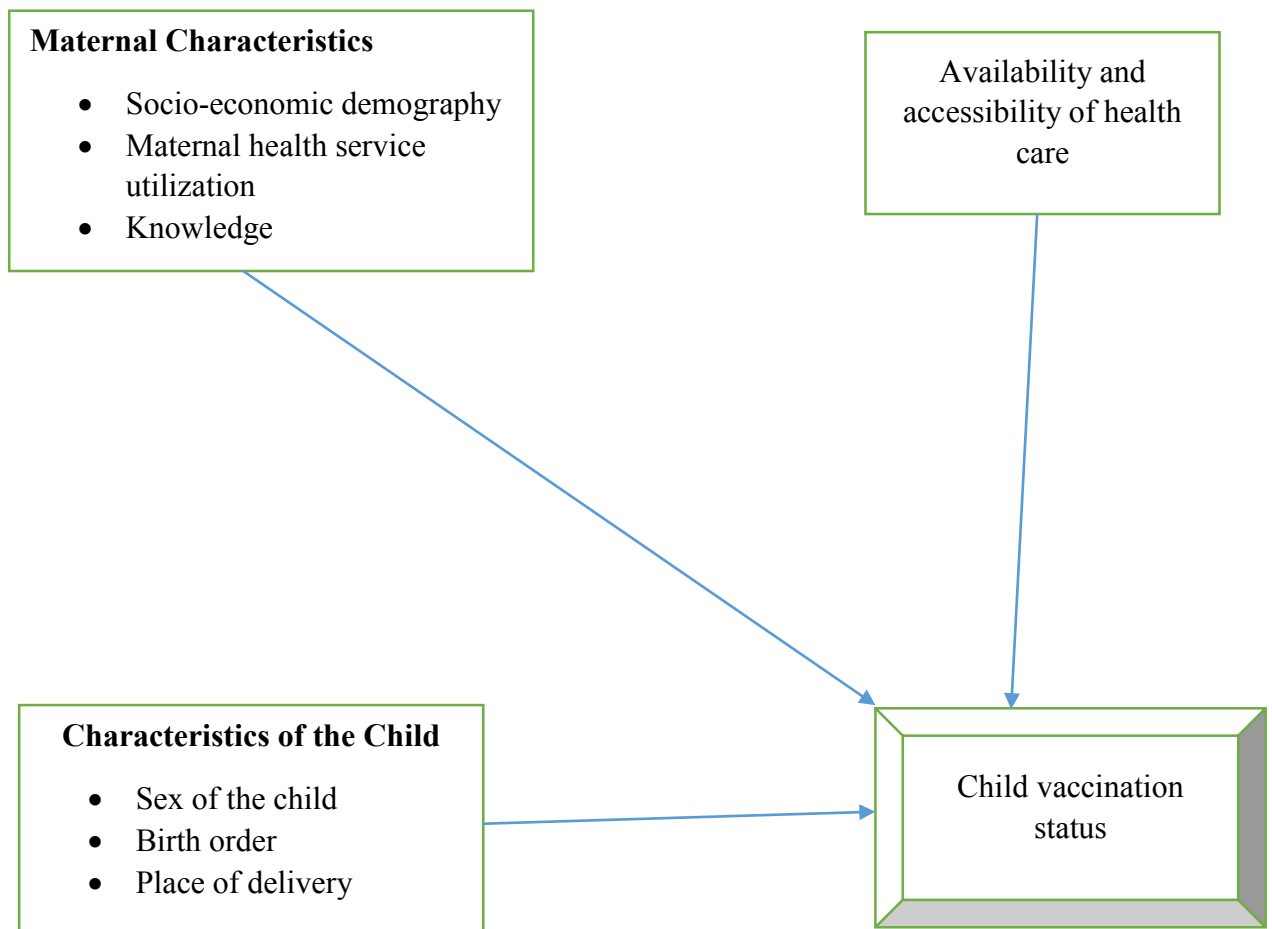 Maternal Characteristics
• Socio-economic demography
• Maternal health service
utilization
• Knowledge
Availability and
accessibility of health
care
Characteristics of the Child
• Sex of the child
• Birth order
• Place of delivery
Child vaccination
status